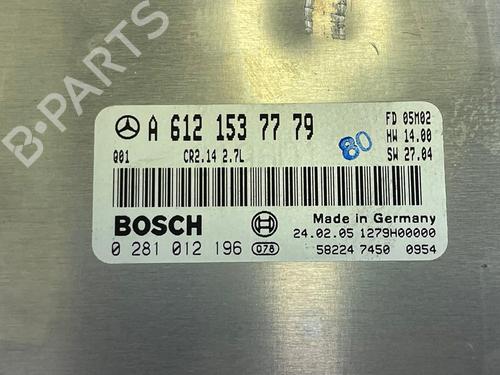 B-PARTS
A 612 153 77 79
FD 05M02
HW 14.00
SW 27.04
80
Q01 CR2.14 2.7L
BOSCH
Made in Germany
24.02.05 1279H00000
0 281 012 196 078
58224 7450 0954